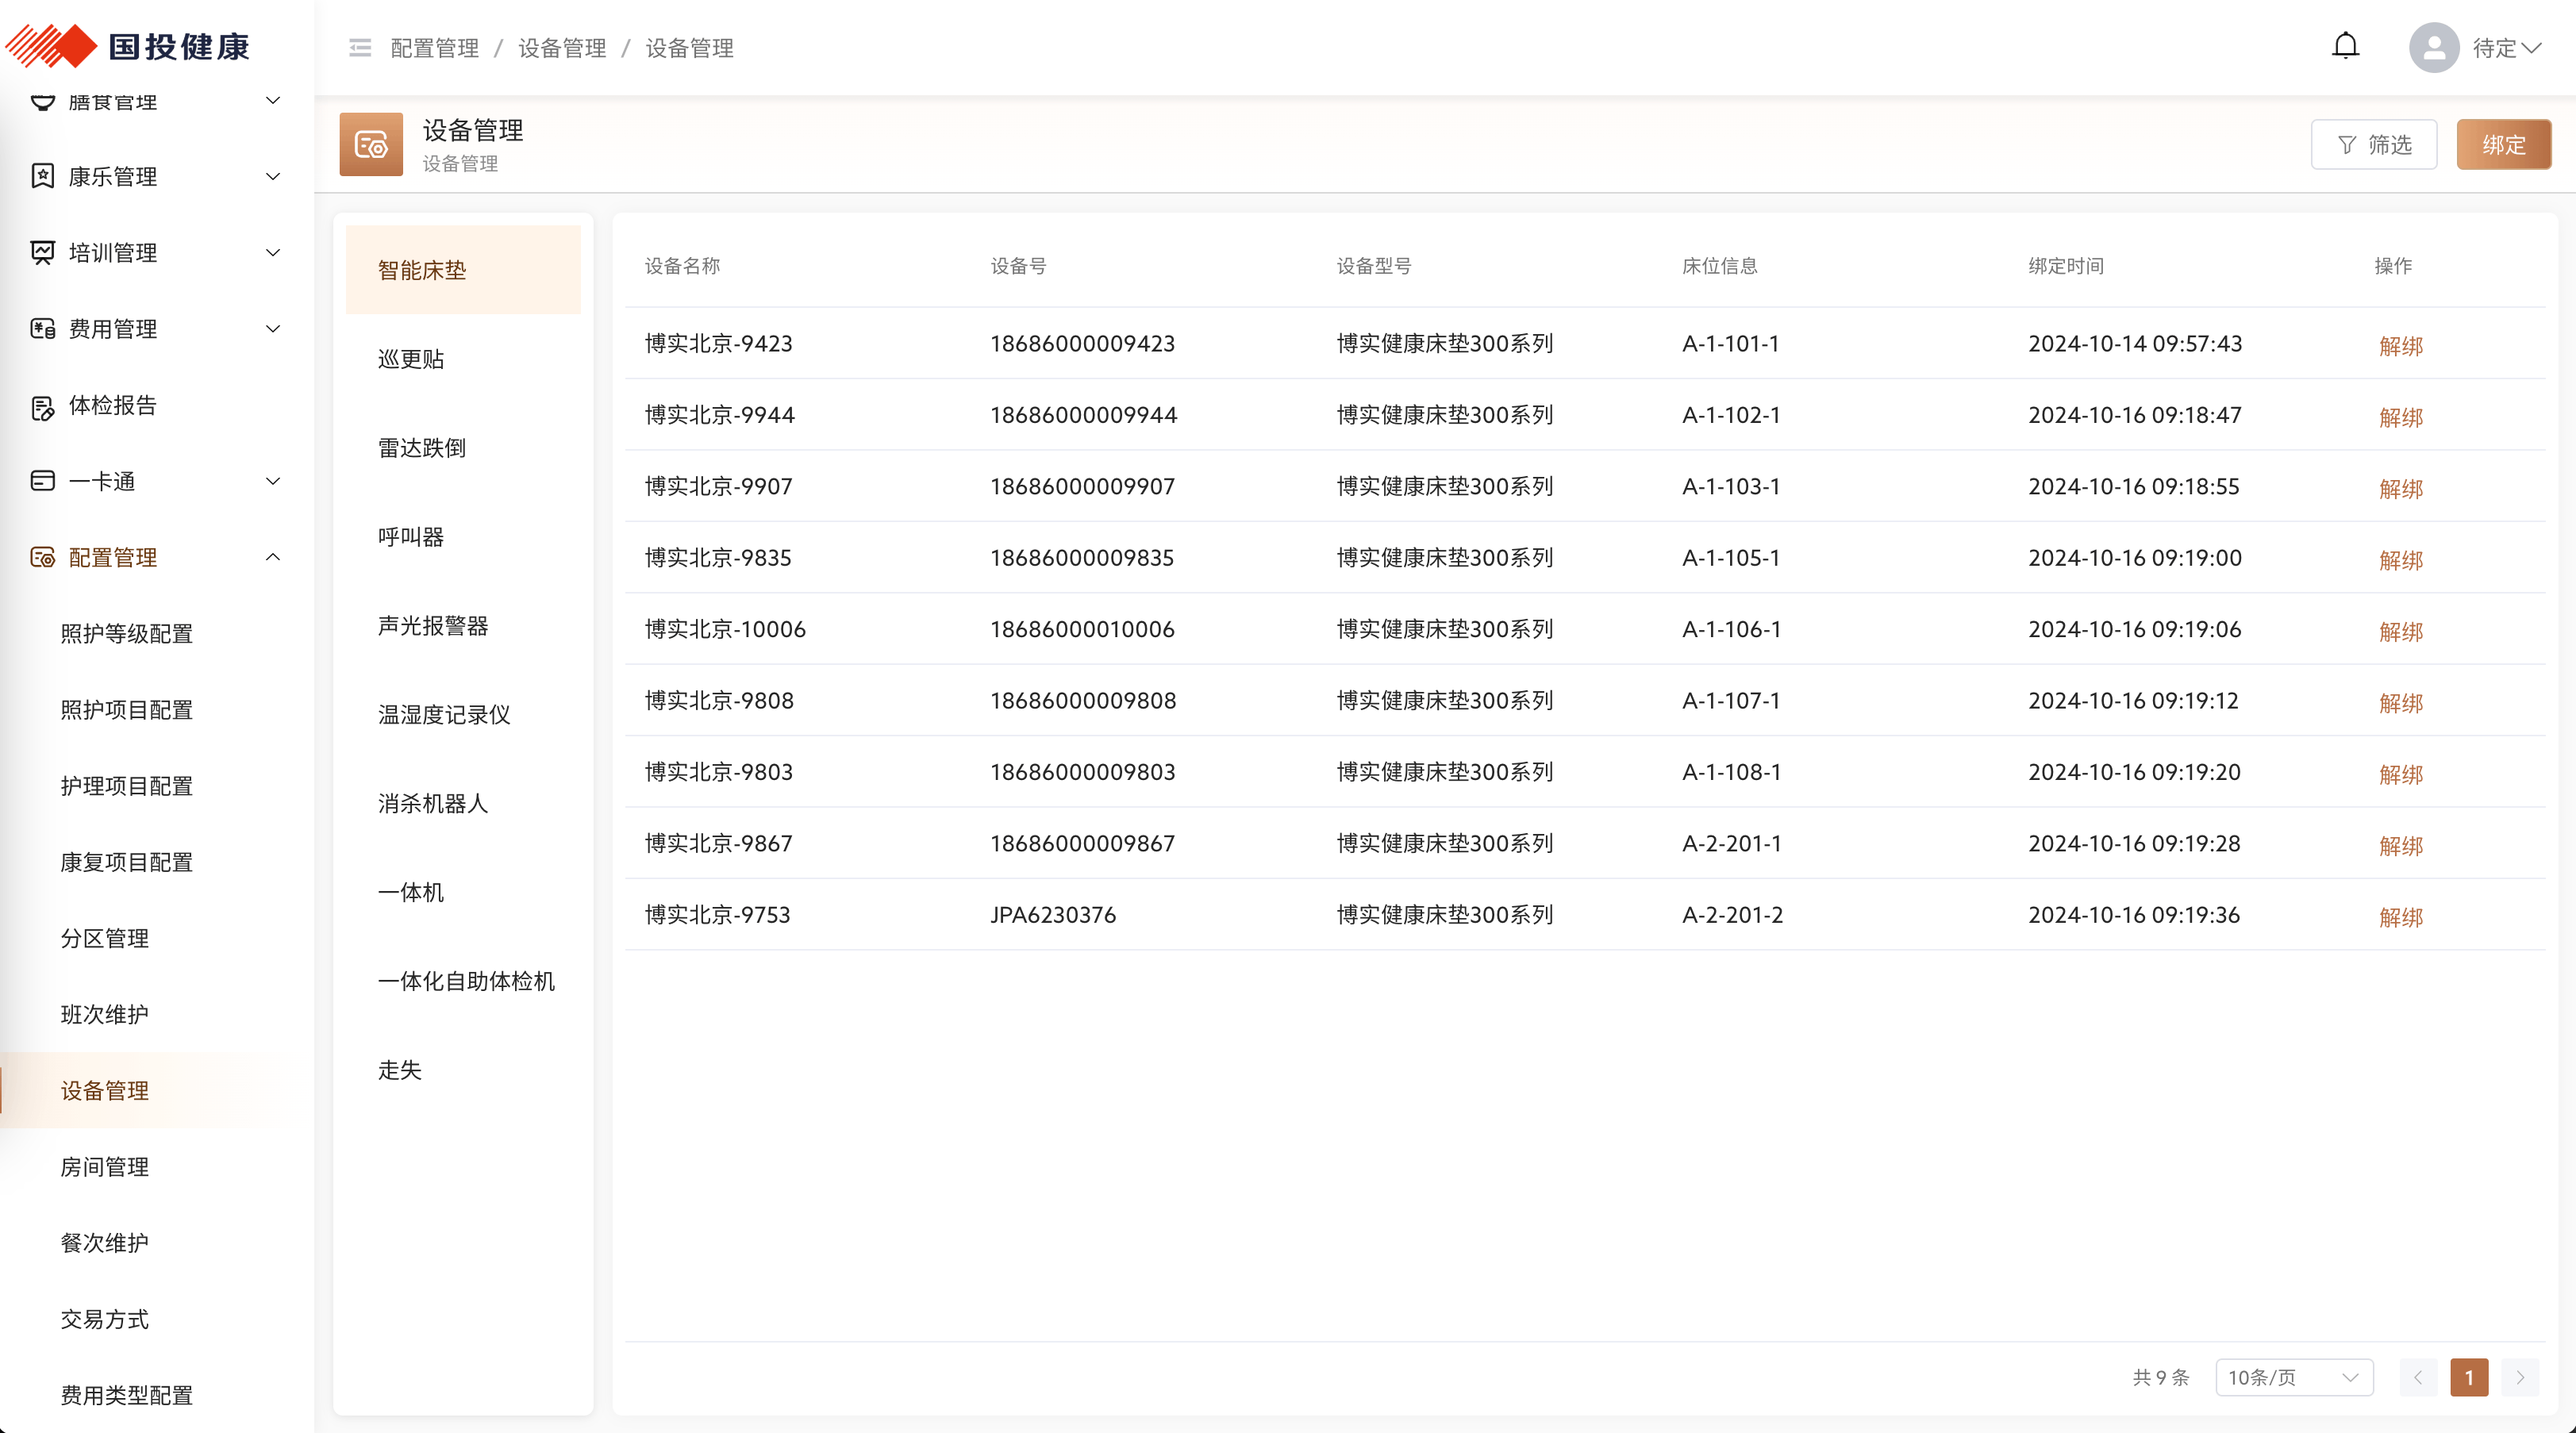 国投健康
配置管理 / 设备管理 / 设备管理
待定
膳食管理
康乐管理
培训管理
费用管理
体检报告
一卡通
配置管理
照护等级配置
照护项目配置
护理项目配置
康复项目配置
分区管理
班次维护
设备管理
房间管理
餐次维护
交易方式
费用类型配置
设备管理
设备管理
筛选
绑定
智能床垫
巡更贴
雷达跌倒
呼叫器
声光报警器
温湿度记录仪
消杀机器人
一体机
一体化自助体检机
走失
设备名称 设备号 设备型号 床位信息 绑定时间 操作
博实北京-9423 18686000009423 博实健康床垫300系列 A-1-101-1 2024-10-14 09:57:43 解绑
博实北京-9944 18686000009944 博实健康床垫300系列 A-1-102-1 2024-10-16 09:18:47 解绑
博实北京-9907 18686000009907 博实健康床垫300系列 A-1-103-1 2024-10-16 09:18:55 解绑
博实北京-9835 18686000009835 博实健康床垫300系列 A-1-105-1 2024-10-16 09:19:00 解绑
博实北京-10006 18686000010006 博实健康床垫300系列 A-1-106-1 2024-10-16 09:19:06 解绑
博实北京-9808 18686000009808 博实健康床垫300系列 A-1-107-1 2024-10-16 09:19:12 解绑
博实北京-9803 18686000009803 博实健康床垫300系列 A-1-108-1 2024-10-16 09:19:20 解绑
博实北京-9867 18686000009867 博实健康床垫300系列 A-2-201-1 2024-10-16 09:19:28 解绑
博实北京-9753 JPA6230376 博实健康床垫300系列 A-2-201-2 2024-10-16 09:19:36 解绑
共 9 条 10条/页 1